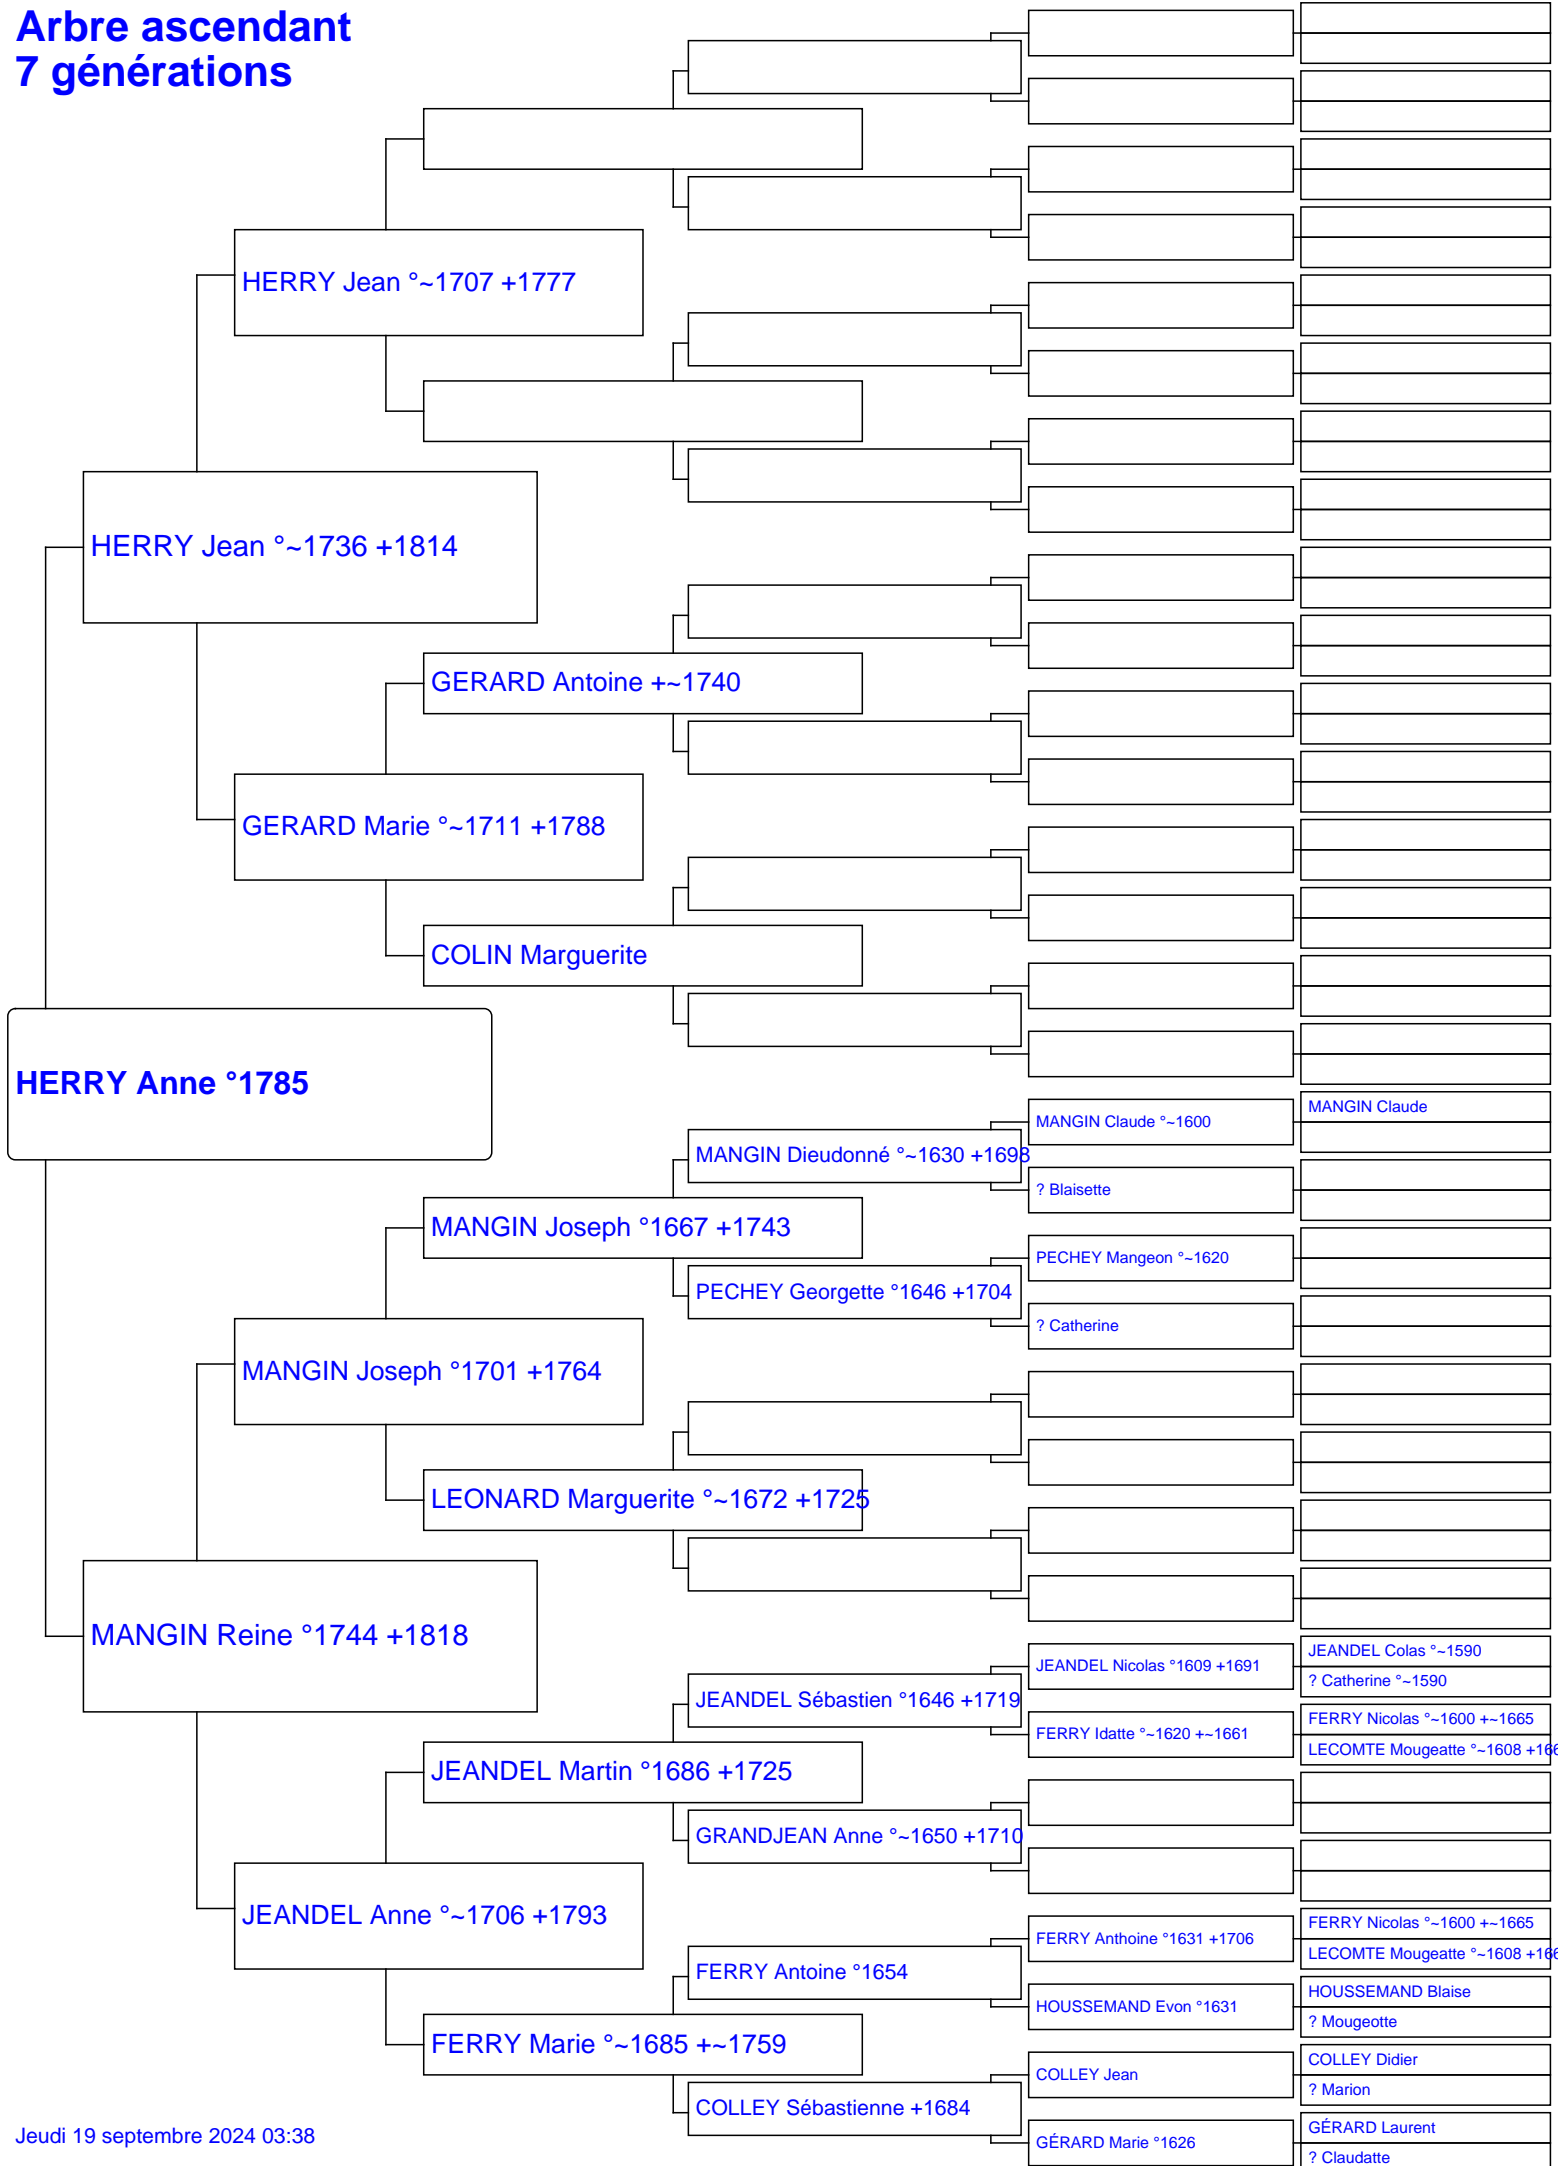 Arbre ascendant
7 générations
HERRY Jean °~1707 +1777
HERRY Jean °~1736 +1814
GERARD Antoine +~1740
GERARD Marie °~1711 +1788
COLIN Marguerite
HERRY Anne °1785
MANGIN Claude
MANGIN Claude °~1600
MANGIN Dieudonné °~1630 +1698
? Blaisette
MANGIN Joseph °1667 +1743
PECHEY Mangeon °~1620
PECHEY Georgette °1646 +1704
? Catherine
MANGIN Joseph °1701 +1764
LEONARD Marguerite °~1672 +1725
MANGIN Reine °1744 +1818
JEANDEL Colas °~1590
JEANDEL Nicolas °1609 +1691
? Catherine °~1590
JEANDEL Sébastien °1646 +1719
FERRY Nicolas °~1600 +~1665
FERRY Idatte °~1620 +~1661
LECOMTE Mougeatte °~1608
JEANDEL Martin °1686 +1725
GRANDJEAN Anne °~1650 +1710
JEANDEL Anne °~1706 +1793
FERRY Nicolas °~1600 +~1665
FERRY Anthoine °1631 +1706
LECOMTE Mougeatte °~1608
FERRY Antoine °1654
HOUSSEMAND Blaise
HOUSSEMAND Evon °1631
? Mougeotte
FERRY Marie °~1685 +~1759
COLLEY Didier
COLLEY Jean
? Marion
COLLEY Sébastienne +1684
GÉRARD Laurent
GÉRARD Marie °1626
? Claudatte
Jeudi 19 septembre 2024 03:38